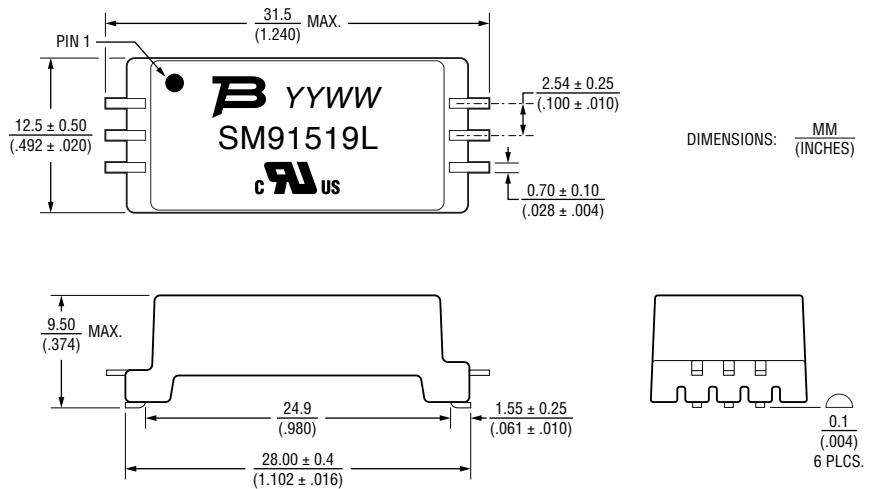 31.5
(1.240)
MAX.
PIN 1
YYWW
SM91519L
C US
12.5 ± 0.50
(.492 ± .020)
2.54 ± 0.25
(.100 ± .010)
0.70 ± 0.10
(.028 ± .004)
DIMENSIONS: MM
(INCHES)
9.50
(.374)
MAX.
24.9
(.980)
1.55 ± 0.25
(.061 ± .010)
28.00 ± 0.4
(1.102 ± .016)
0.1
(.004)
6 PLCS.